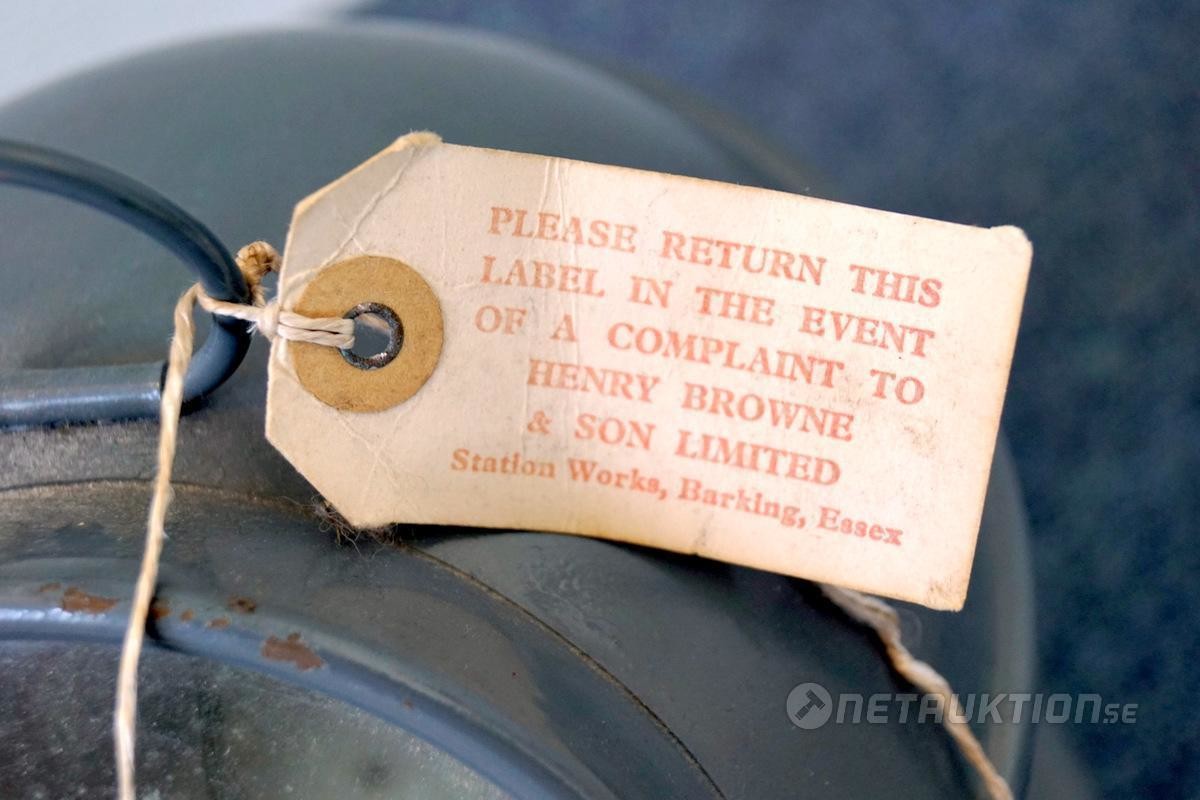 PLEASE RETURN THIS
LABEL IN THE EVENT
OF A COMPLAINT TO
HENRY BROWNE
& SON LIMITED
Station Works, Barking, Essex
NETAUKTION.SE